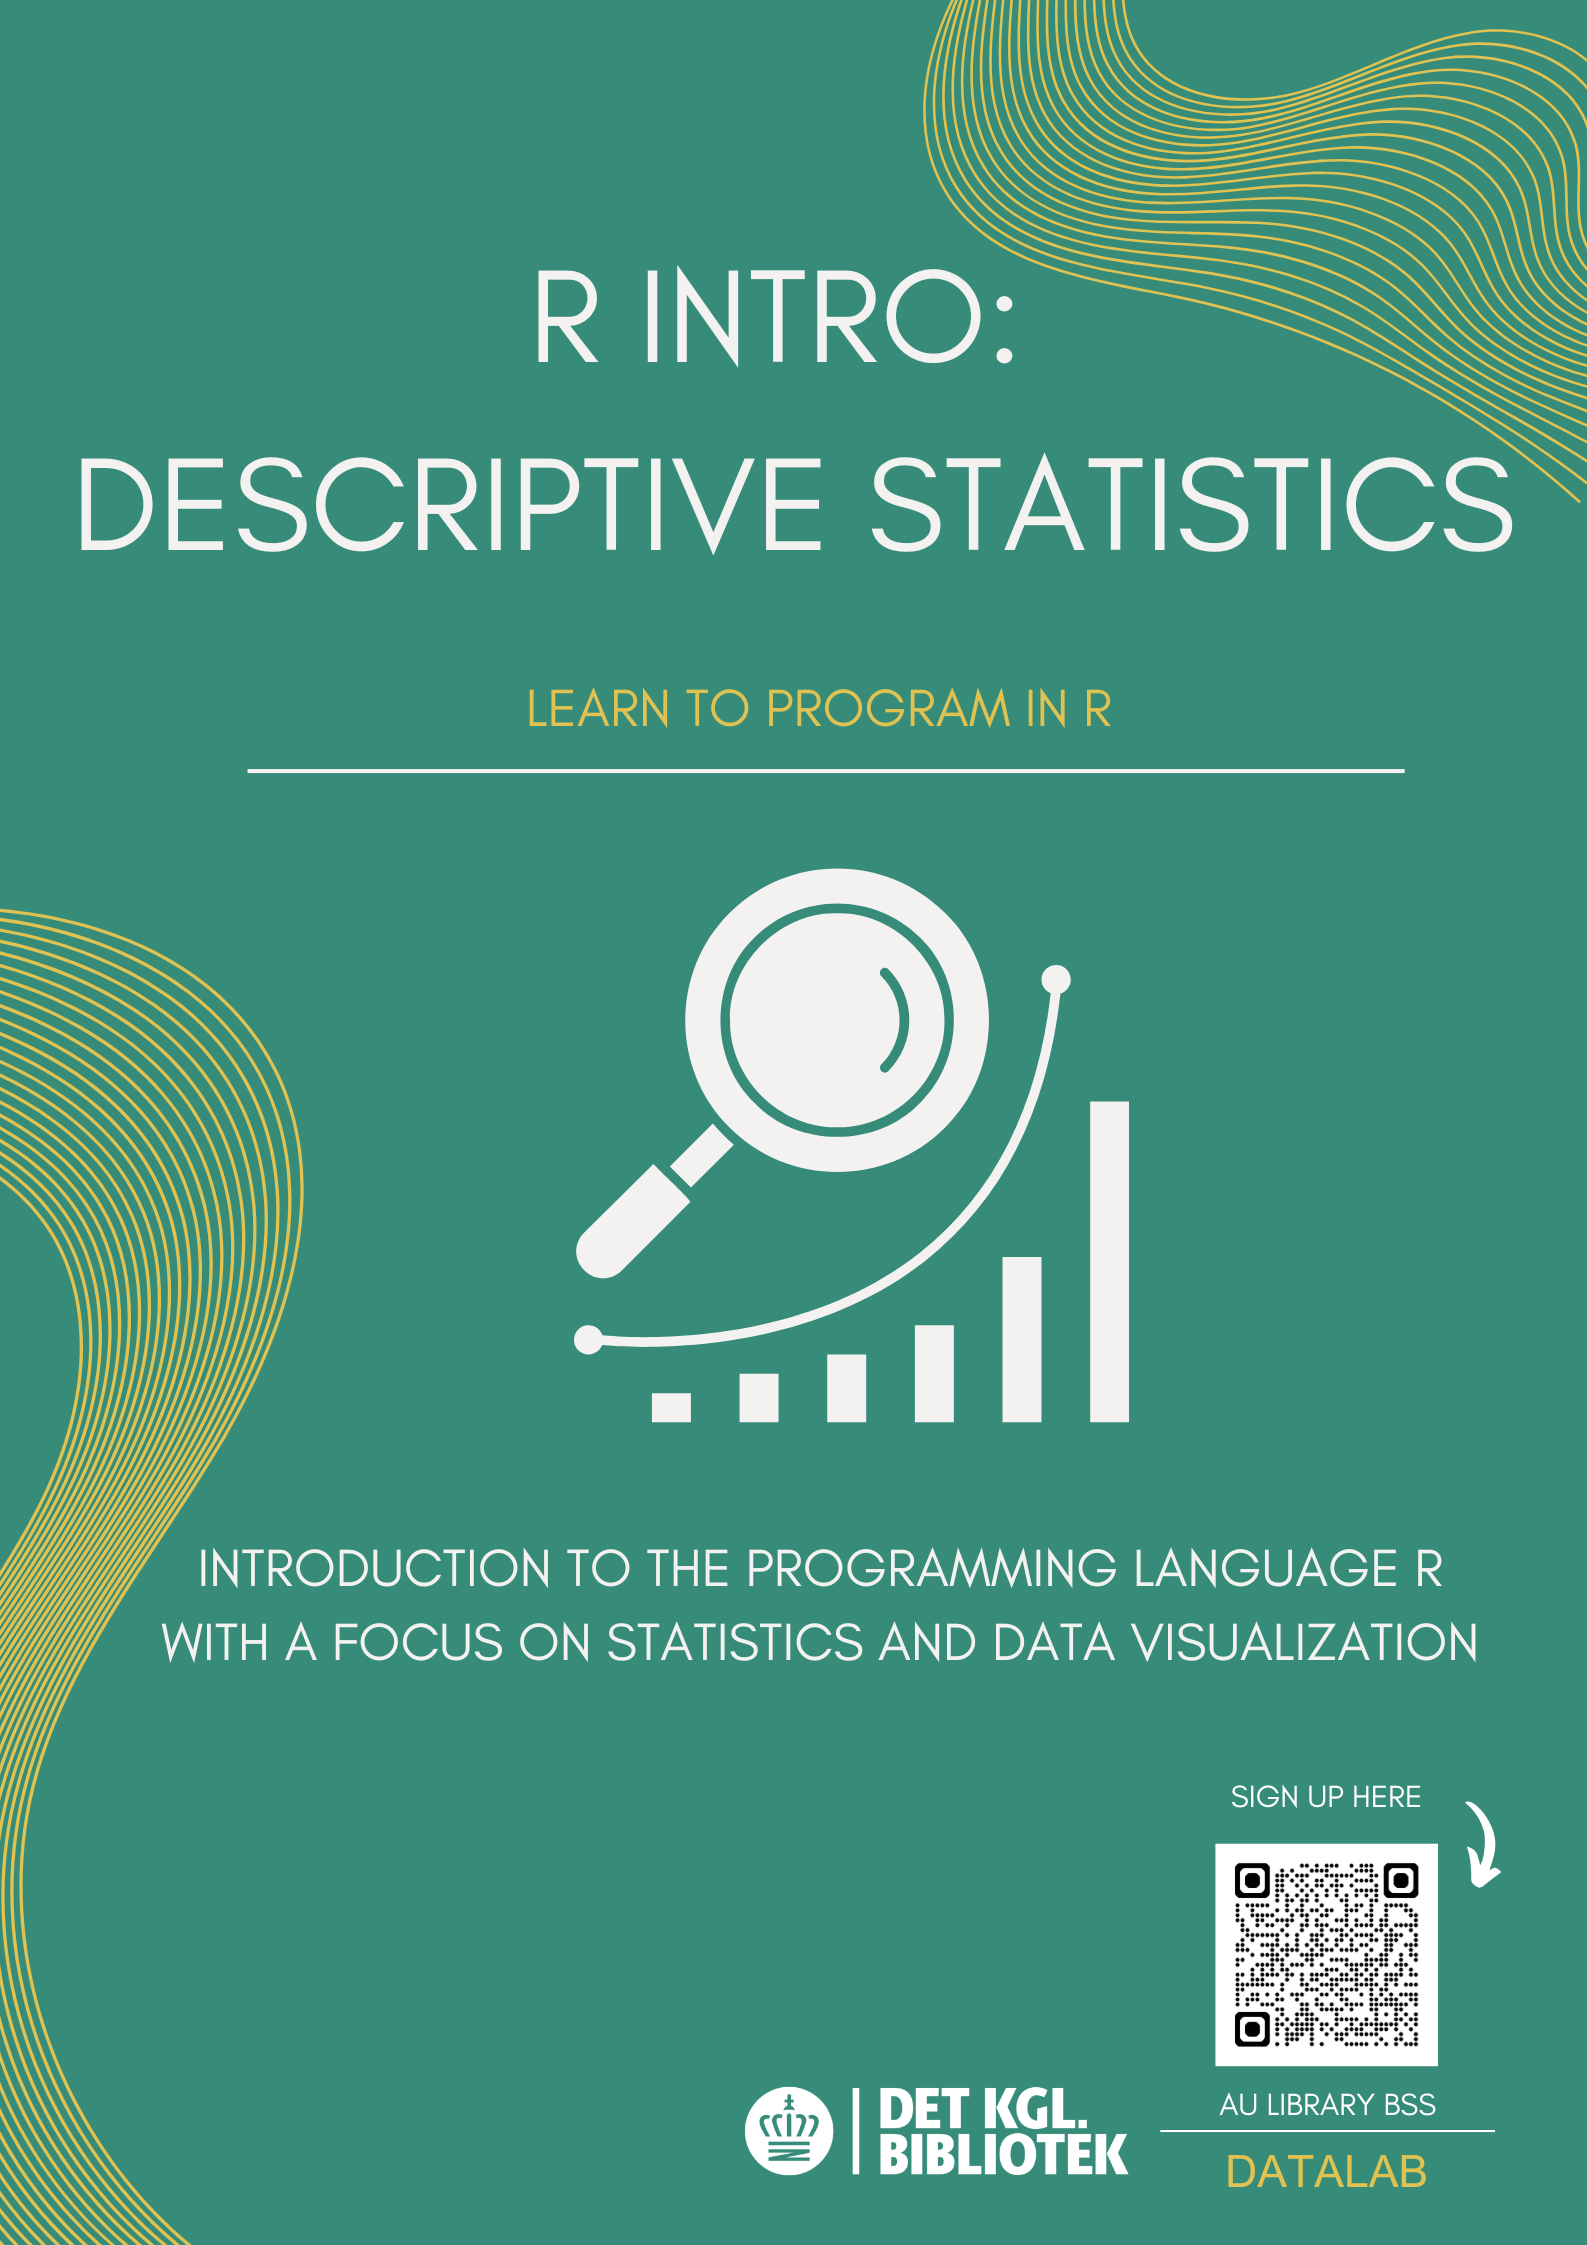 R INTRO:
DESCRIPTIVE STATISTICS
LEARN TO PROGRAM IN R
INTRODUCTION TO THE PROGRAMMING LANGUAGE R
WITH A FOCUS ON STATISTICS AND DATA VISUALIZATION
SIGN UP HERE
DET KGL.
BIBLIOTEK
AU LIBRARY BSS
DATALAB